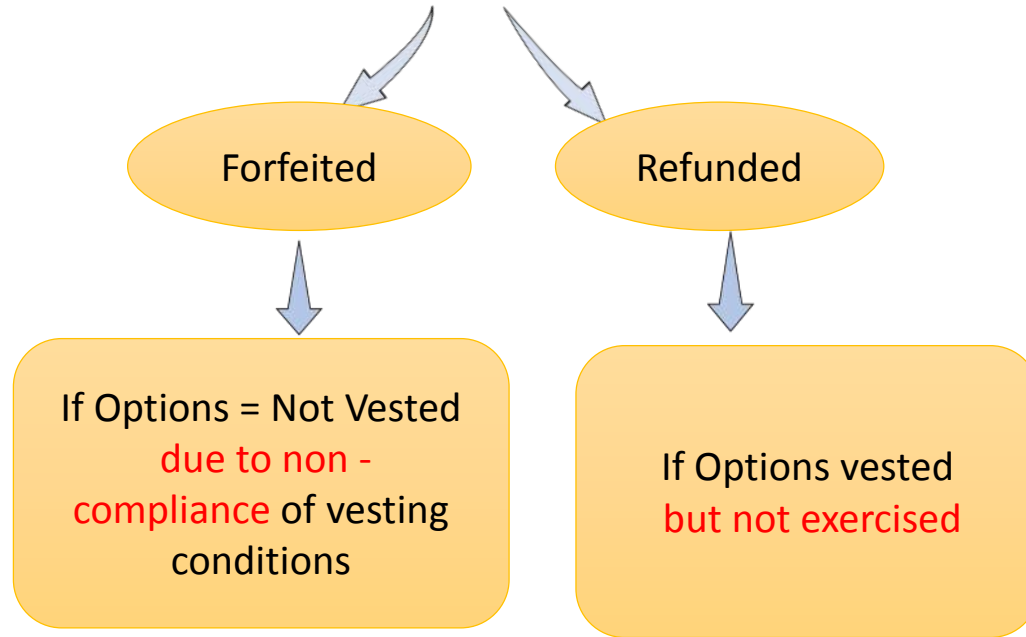 Forfeited
Refunded
If Options = Not Vested
due to non -
compliance of vesting
conditions
If Options vested
but not exercised